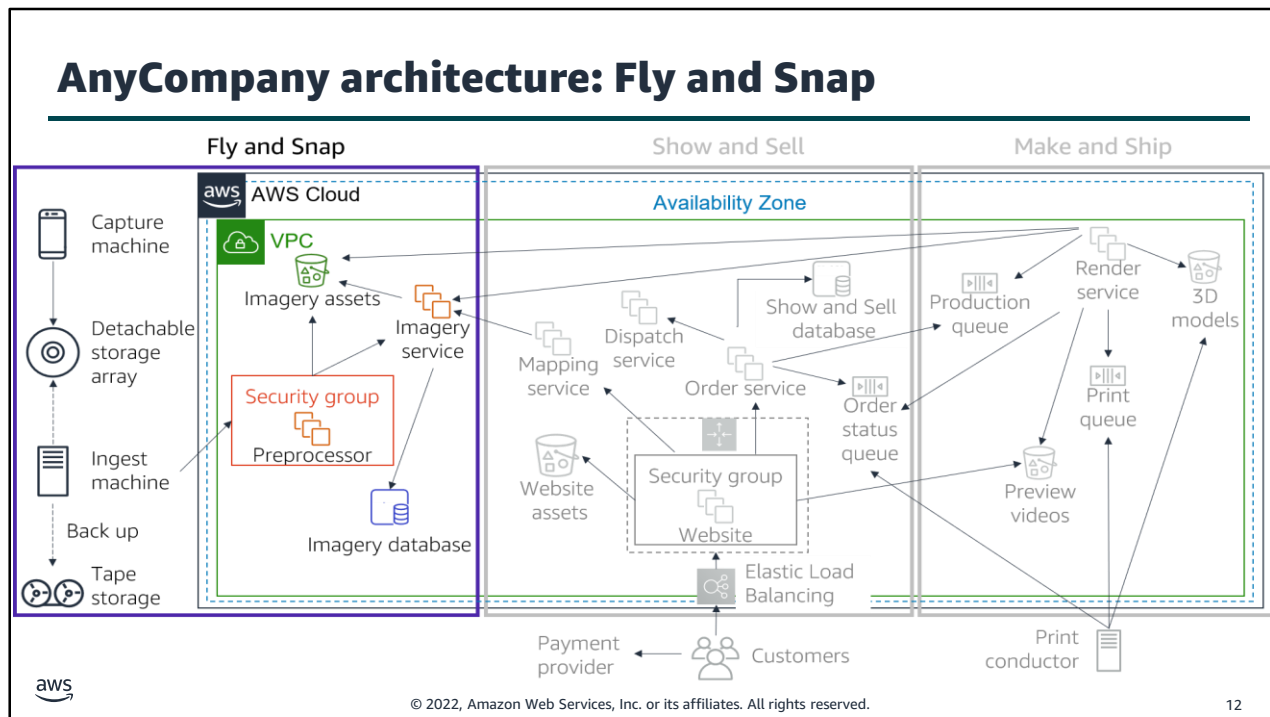 AnyCompany architecture: Fly and Snap
Fly and Snap
Show and Sell
Make and Ship
aws
AWS Cloud
Availability Zone
VPC
Capture
machine
Detachable
storage
array
Ingest
machine
Back up
Tape
storage
Imagery assets
Imagery
service
Security group
Preprocessor
Imagery database
Mapping
service
Dispatch
service
Show and Sell
database
Order service
Order
status
queue
Website
assets
Security group
Website
Elastic Load
Balancing
Payment
provider
Customers
Production
queue
Render
service
3D
models
Print
queue
Preview
videos
Print
conductor
aws
© 2022, Amazon Web Services, Inc. or its affiliates. All rights reserved.
12